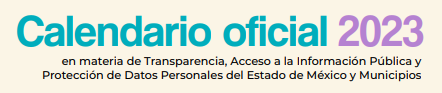 Calendario oficial 2023
en materia de Transparencia, Acceso a la Información Pública y
Protección de Datos Personales del Estado de México y Municipios